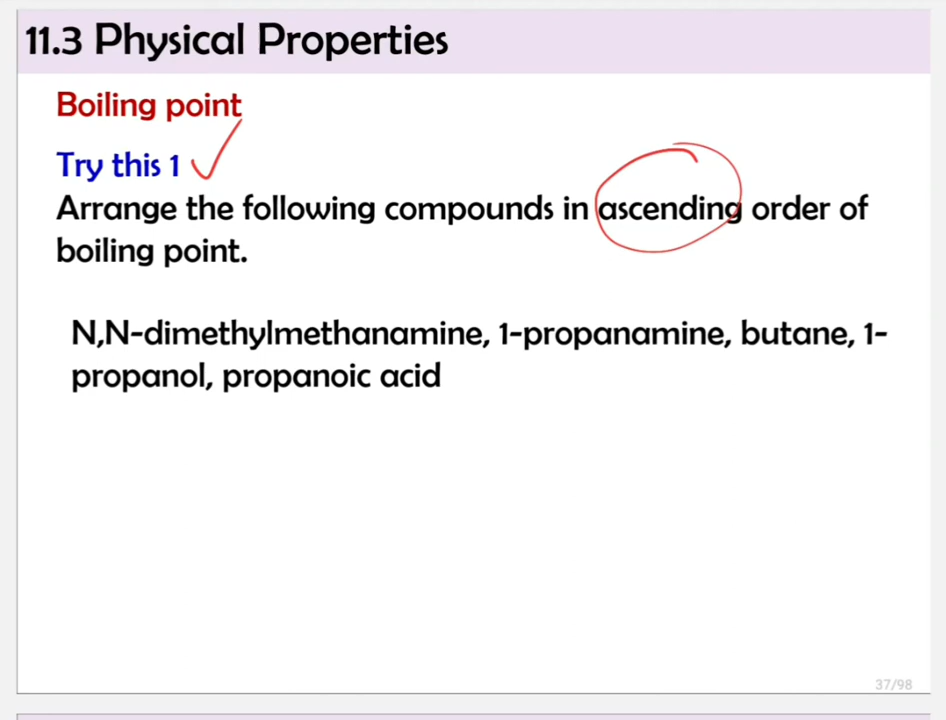 11.3 Physical Properties
Boiling point
Try this 1
Arrange the following compounds in ascending order of
boiling point.
N,N-dimethylmethanamine, 1-propanamine, butane, 1-
propanol, propanoic acid
37/98